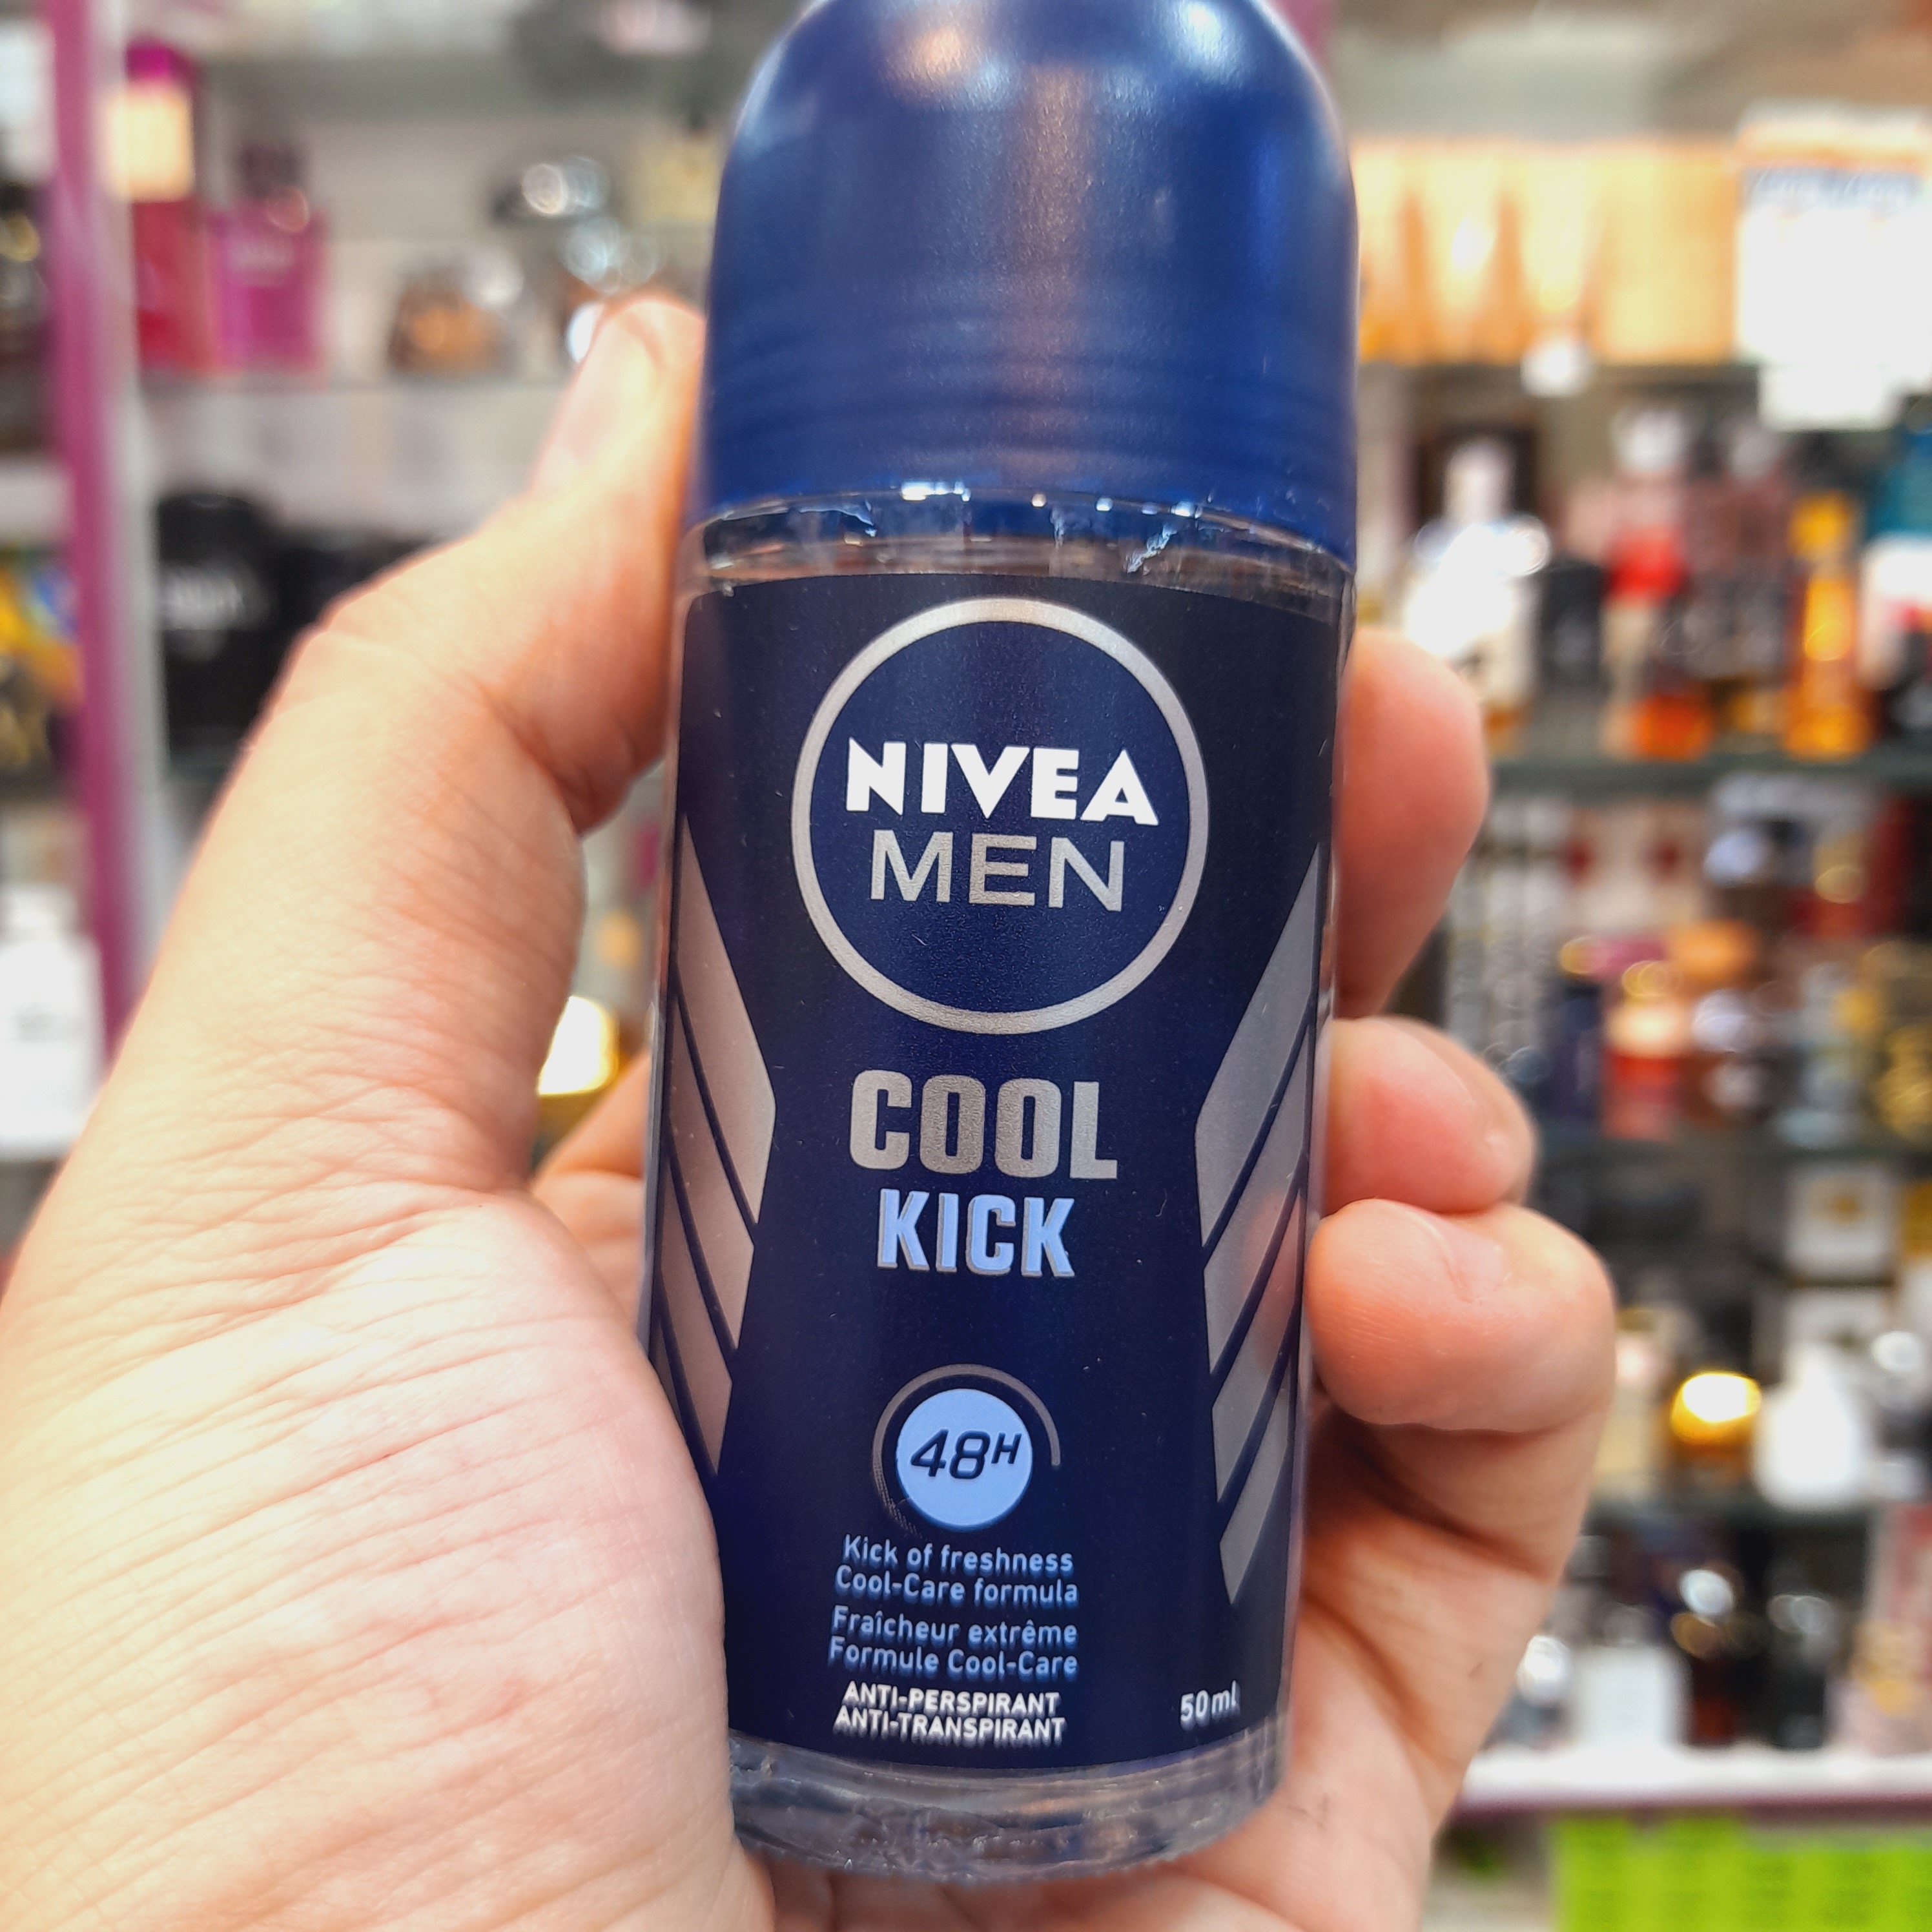 NIVEA
MEN
COOL
KICK
48H
Kick of freshness
Cool-Care formula
Fraîcheur extrême
Formule Cool-Care
ANTI-PERSPIRANT
ANTI-TRANSPIRANT
50 ml